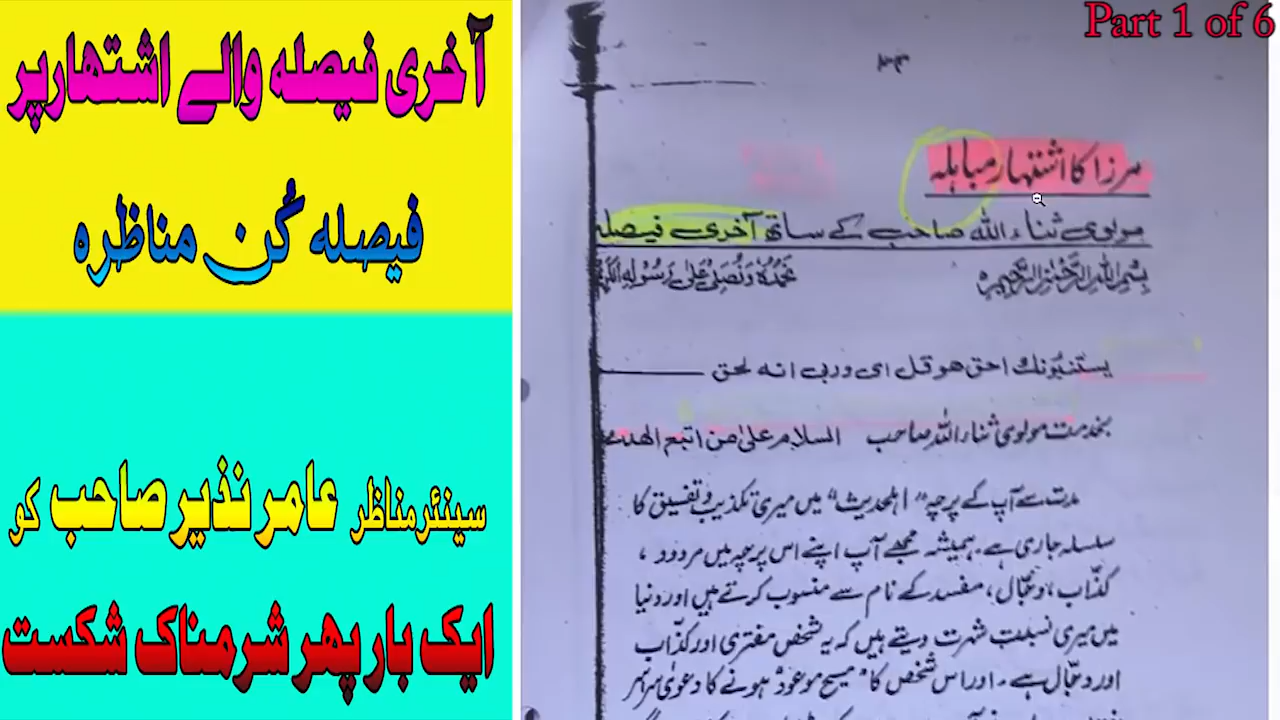 آخری فیصلہ والے اشتہار پر
فیصلہ کُن مناظرہ
سینئر مناظر عامر نذیر صاحب کو
ایک بار پھر شرمناک شکست
Part 1 of 6
مرزا کا اشتہار مباہلہ
مولوی ثناء اللہ صاحب کے ساتھ آخری فیصلہ
بِسْمِ اللہِ الرَّحْمٰنِ الرَّحِیْمِ نحمدہٗ ونصلی علیٰ رسولہ الکریم
یستنبؤنک احق ھو قل ای وربی انہ لحق
بخدمت مولوی ثناء اللہ صاحب السلام علیٰ من اتبع الھدیٰ
مدت سے آپ کے پرچہ "اہلحدیث" میں میری تکذیب و تفسیق کا
سلسلہ جاری ہے۔ ہمیشہ مجھے آپ اپنے اس پرچہ میں مردود ،
کذّاب ، دجّال ، مفسد کے نام سے منسوب کرتے ہیں اور دنیا
میں میری نسبت شہرت دیتے ہیں کہ یہ شخص مفتری اور کذّاب
اور دجّال ہے۔ اور اس شخص کا "مسیح موعود" ہونے کا دعویٰ سراسر